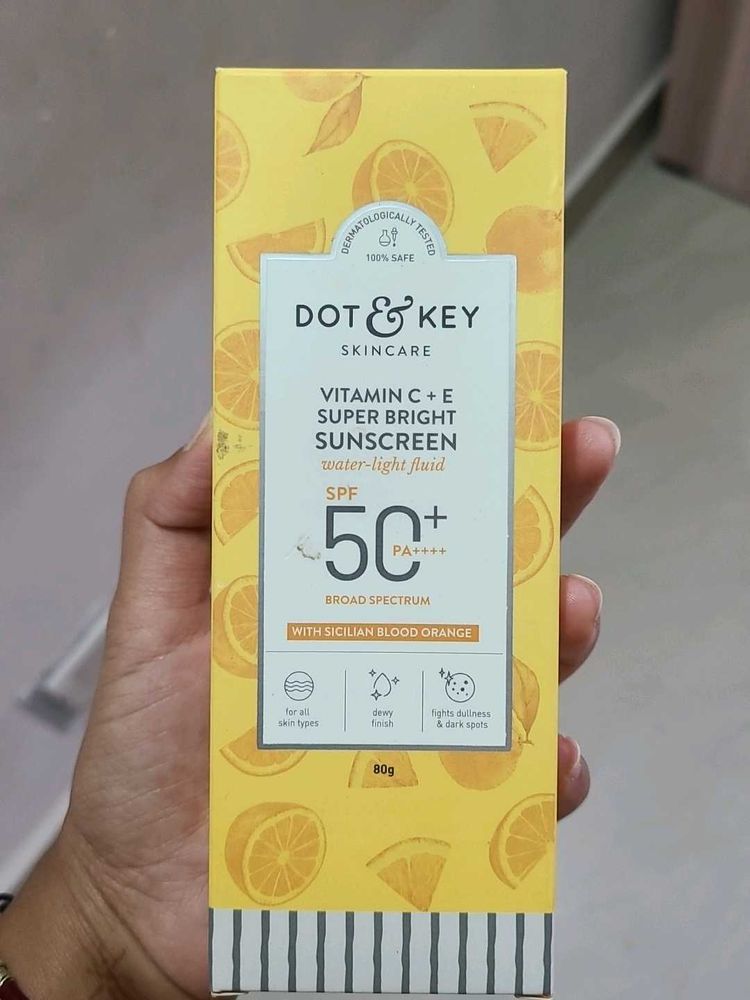 DERMATOLOGICALLY TESTED
100% SAFE
DOT & KEY
SKINCARE
VITAMIN C + E
SUPER BRIGHT
SUNSCREEN
water-light fluid
SPF
50+
PA++++
BROAD SPECTRUM
WITH SICILIAN BLOOD ORANGE
for all
skin types
dewy
finish
fights dullness
& dark spots
80g